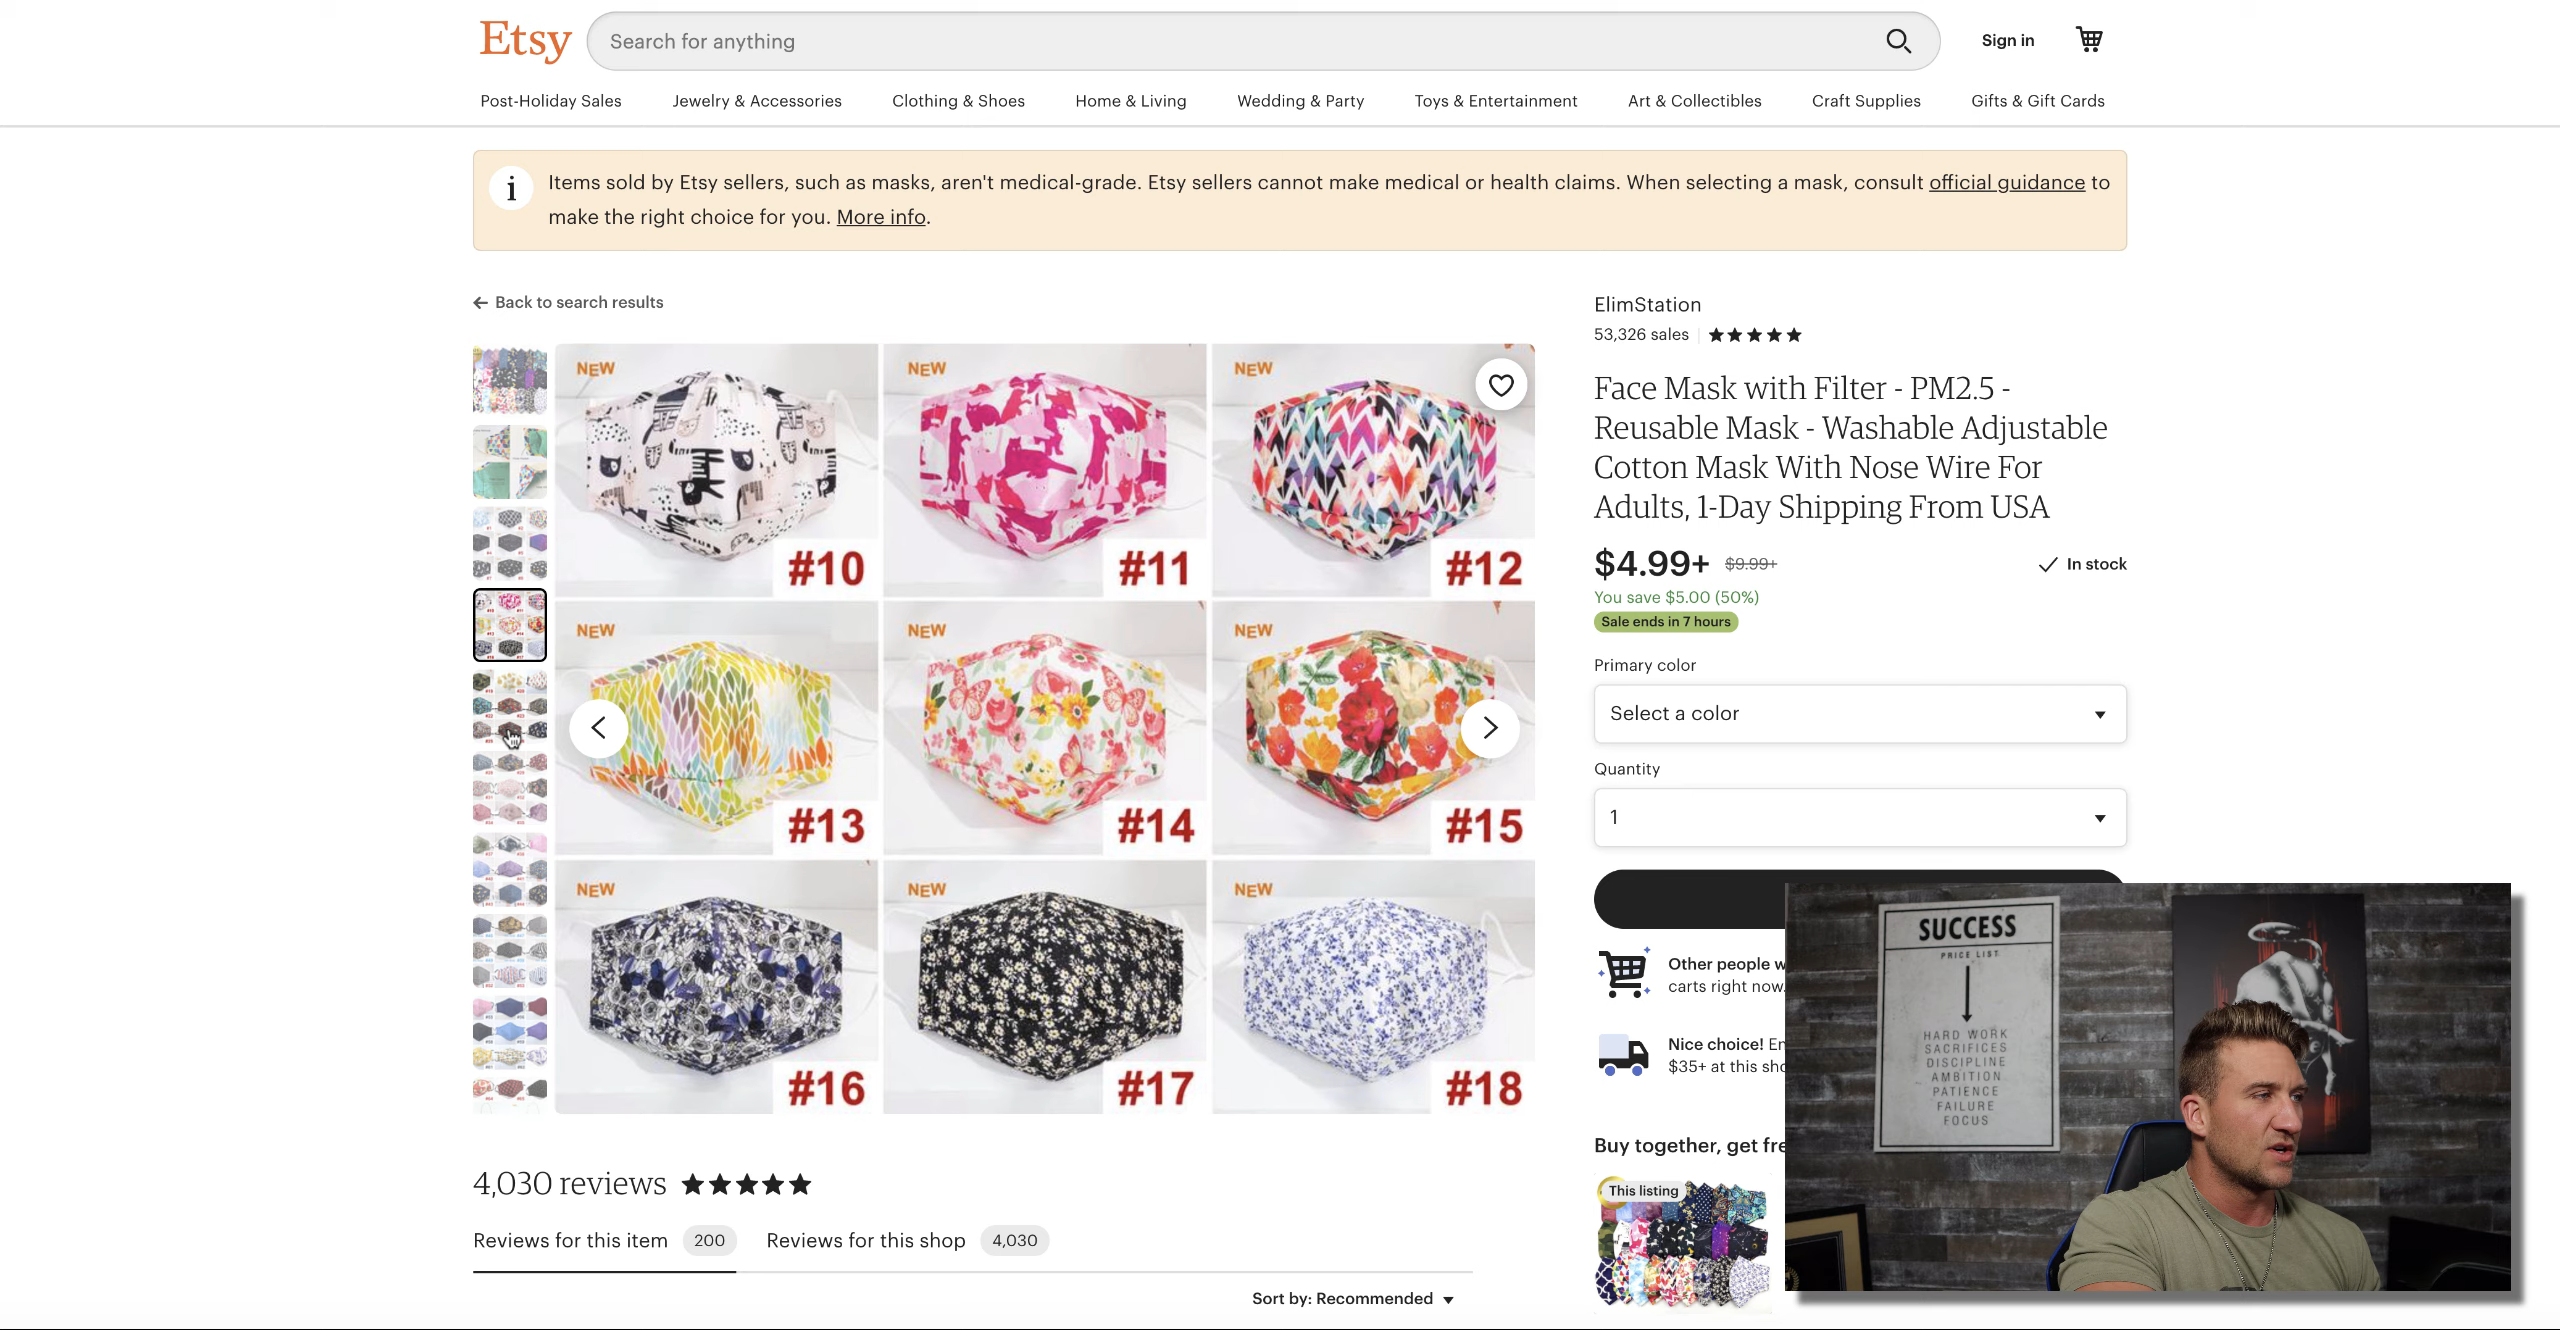 Etsy
Search for anything
Sign in
Post-Holiday Sales
Jewelry & Accessories
Clothing & Shoes
Home & Living
Wedding & Party
Toys & Entertainment
Art & Collectibles
Craft Supplies
Gifts & Gift Cards
i
Items sold by Etsy sellers, such as masks, aren't medical-grade. Etsy sellers cannot make medical or health claims. When selecting a mask, consult official guidance to
make the right choice for you. More info.
Back to search results
NEW
#10
NEW
#11
NEW
#12
NEW
#13
NEW
#14
NEW
#15
NEW
#16
NEW
#17
NEW
#18
ElimStation
53,326 sales
Face Mask with Filter - PM2.5 -
Reusable Mask - Washable Adjustable
Cotton Mask With Nose Wire For
Adults, 1-Day Shipping From USA
$4.99+ $9.99+
In stock
You save $5.00 (50%)
Sale ends in 7 hours
Primary color
Select a color
Quantity
1
Other people w
carts right now.
Nice choice! En
$35+ at this sho
Buy together, get fre
This listing
SUCCESS
PRICE LIST
HARD WORK
SACRIFICES
DISCIPLINE
AMBITION
PATIENCE
FAILURE
FOCUS
4,030 reviews
Reviews for this item 200
Reviews for this shop 4,030
Sort by: Recommended